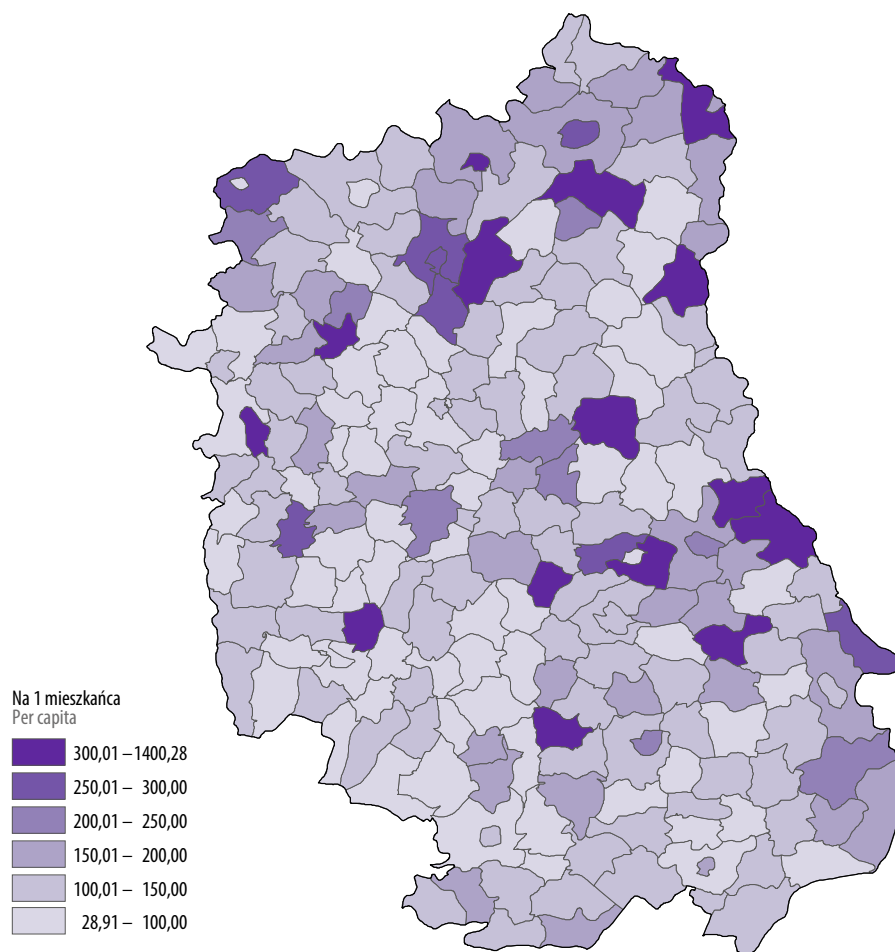 Na 1 mieszkańca
Per capita
300,01 – 1400,28
250,01 – 300,00
200,01 – 250,00
150,01 – 200,00
100,01 – 150,00
28,91 – 100,00